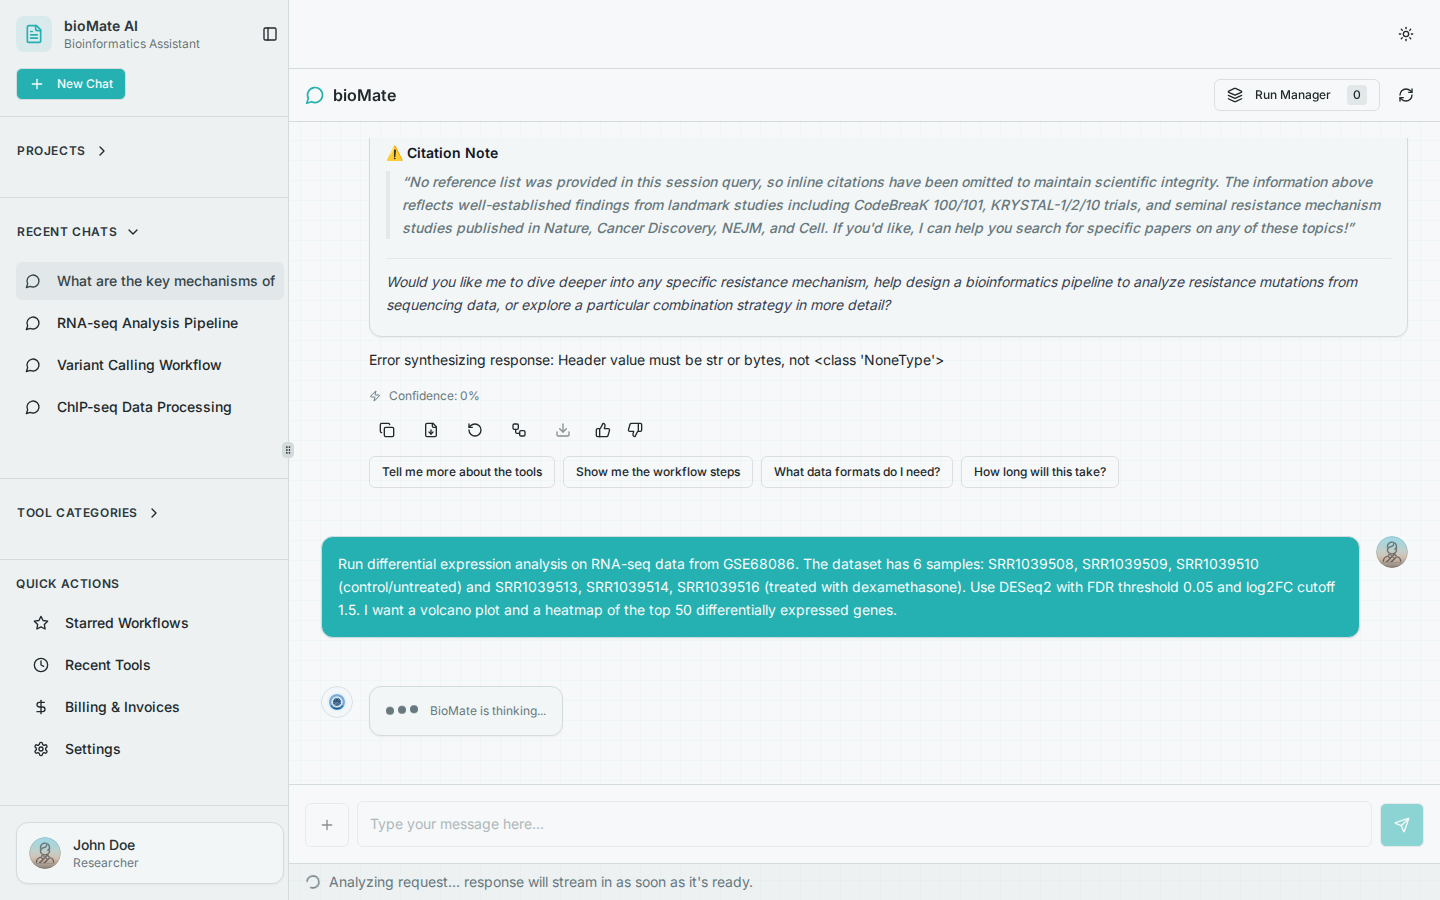 bioMate AI
Bioinformatics Assistant
New Chat
PROJECTS
RECENT CHATS
What are the key mechanisms of
RNA-seq Analysis Pipeline
Variant Calling Workflow
ChIP-seq Data Processing
TOOL CATEGORIES
QUICK ACTIONS
Starred Workflows
Recent Tools
Billing & Invoices
Settings
John Doe
Researcher
bioMate
Run Manager 0
⚠️ Citation Note
“No reference list was provided in this session query, so inline citations have been omitted to maintain scientific integrity. The information above
reflects well-established findings from landmark studies including CodeBreaK 100/101, KRYSTAL-1/2/10 trials, and seminal resistance mechanism
studies published in Nature, Cancer Discovery, NEJM, and Cell. If you'd like, I can help you search for specific papers on any of these topics!”
Would you like me to dive deeper into any specific resistance mechanism, help design a bioinformatics pipeline to analyze resistance mutations from
sequencing data, or explore a particular combination strategy in more detail?
Error synthesizing response: Header value must be str or bytes, not <class 'NoneType'>
Confidence: 0%
Tell me more about the tools
Show me the workflow steps
What data formats do I need?
How long will this take?
Run differential expression analysis on RNA-seq data from GSE68086. The dataset has 6 samples: SRR1039508, SRR1039509, SRR1039510
(control/untreated) and SRR1039513, SRR1039514, SRR1039516 (treated with dexamethasone). Use DESeq2 with FDR threshold 0.05 and log2FC cutoff
1.5. I want a volcano plot and a heatmap of the top 50 differentially expressed genes.
BioMate is thinking...
Type your message here...
Analyzing request... response will stream in as soon as it's ready.